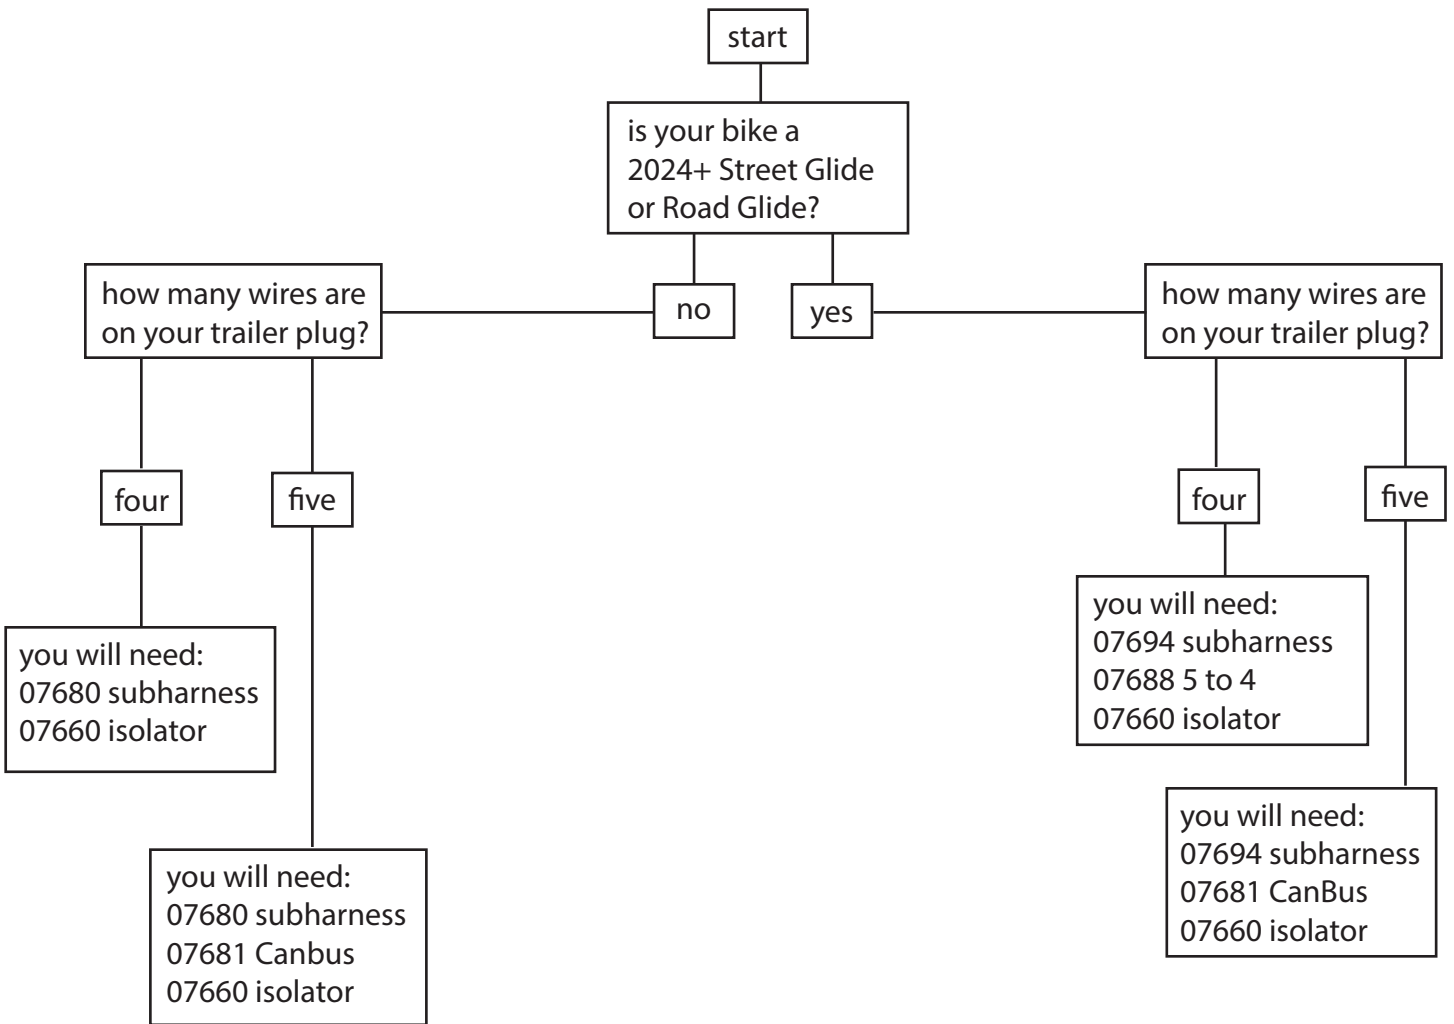 start
is your bike a
2024+ Street Glide
or Road Glide?
no
yes
how many wires are
on your trailer plug?
four
five
you will need:
07680 subharness
07660 isolator
you will need:
07680 subharness
07681 Canbus
07660 isolator
how many wires are
on your trailer plug?
four
five
you will need:
07694 subharness
07688 5 to 4
07660 isolator
you will need:
07694 subharness
07681 CanBus
07660 isolator